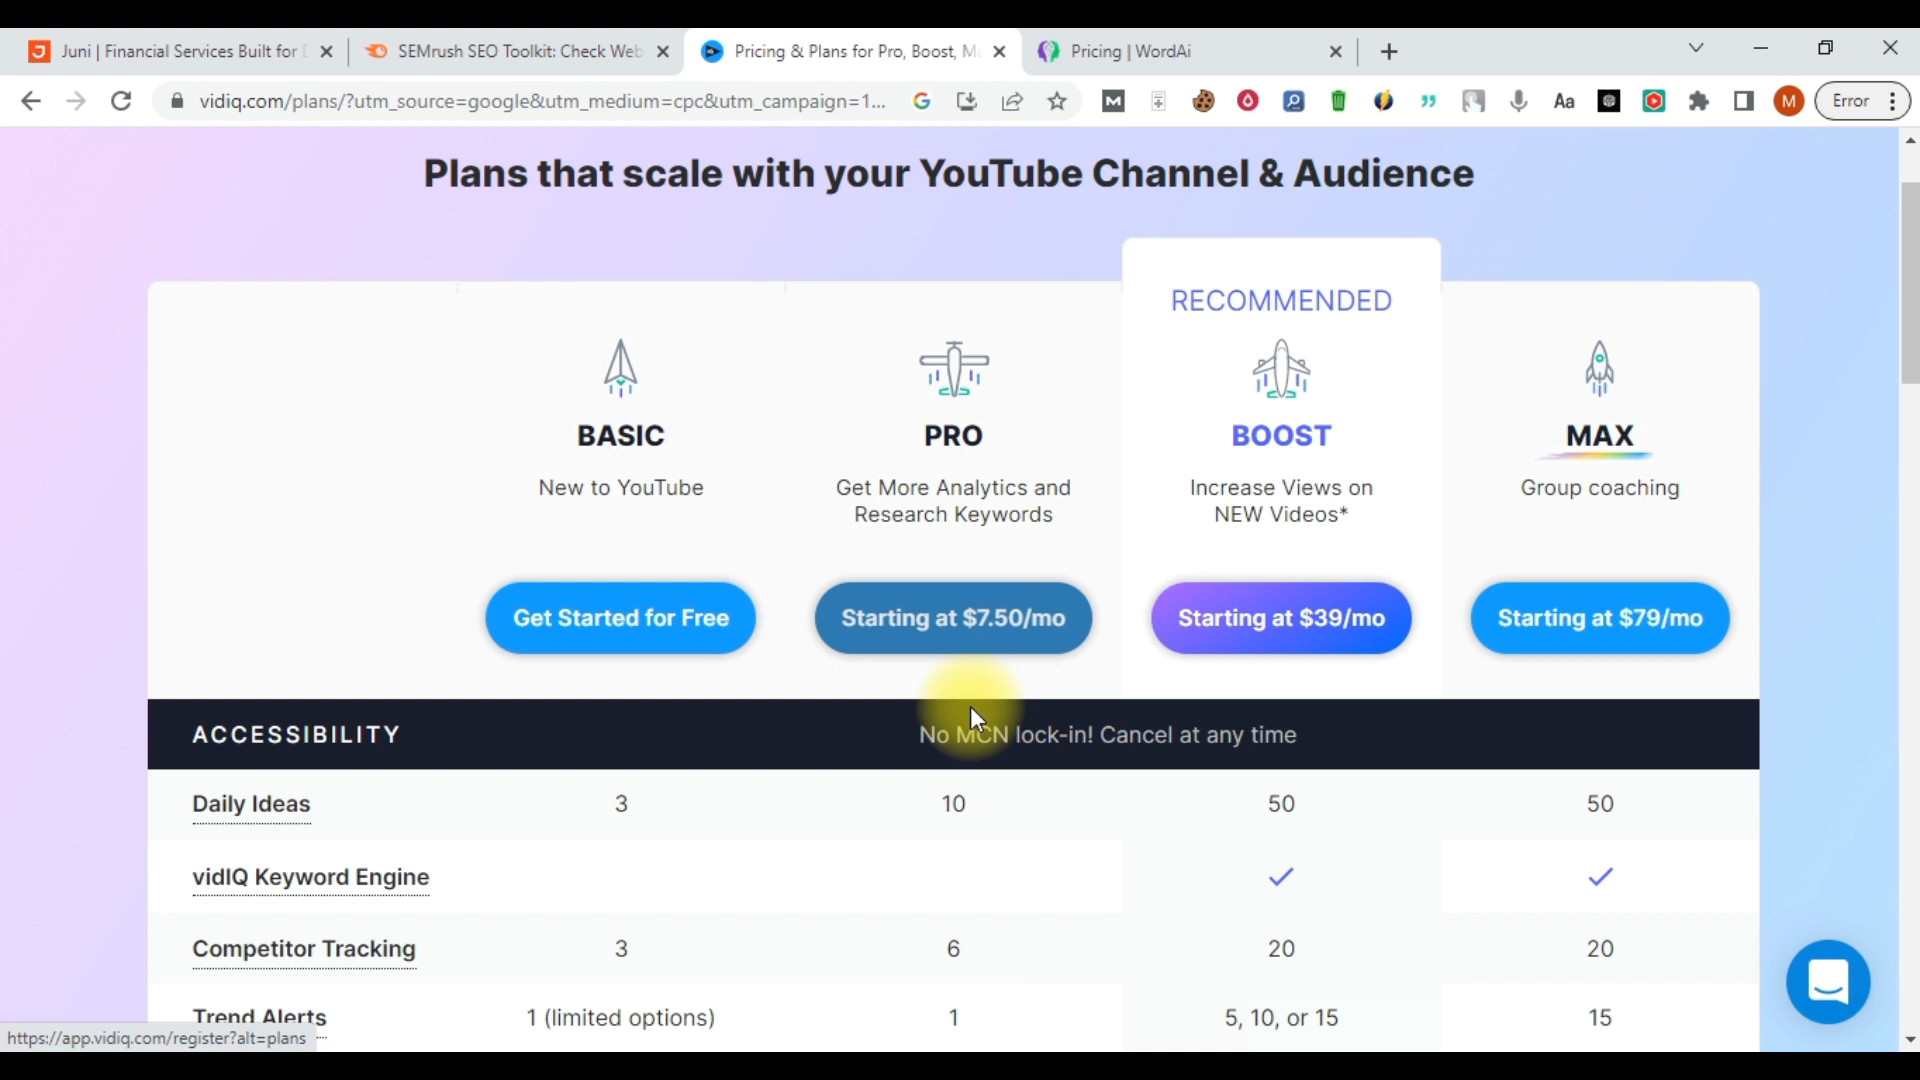 Juni | Financial Services Built for
SEMrush SEO Toolkit: Check Web
Pricing & Plans for Pro, Boost, Ma
Pricing | WordAi
vidiq.com/plans/?utm_source=google&utm_medium=cpc&utm_campaign=1...
Aa
M
Error
Plans that scale with your YouTube Channel & Audience
RECOMMENDED
BASIC
PRO
BOOST
MAX
New to YouTube
Get More Analytics and
Research Keywords
Increase Views on
NEW Videos*
Group coaching
Get Started for Free
Starting at $7.50/mo
Starting at $39/mo
Starting at $79/mo
ACCESSIBILITY
No MCN lock-in! Cancel at any time
Daily Ideas 3 10 50 50
vidIQ Keyword Engine
Competitor Tracking 3 6 20 20
Trend Alerts 1 (limited options) 1 5, 10, or 15 15
https://app.vidiq.com/register?alt=plans